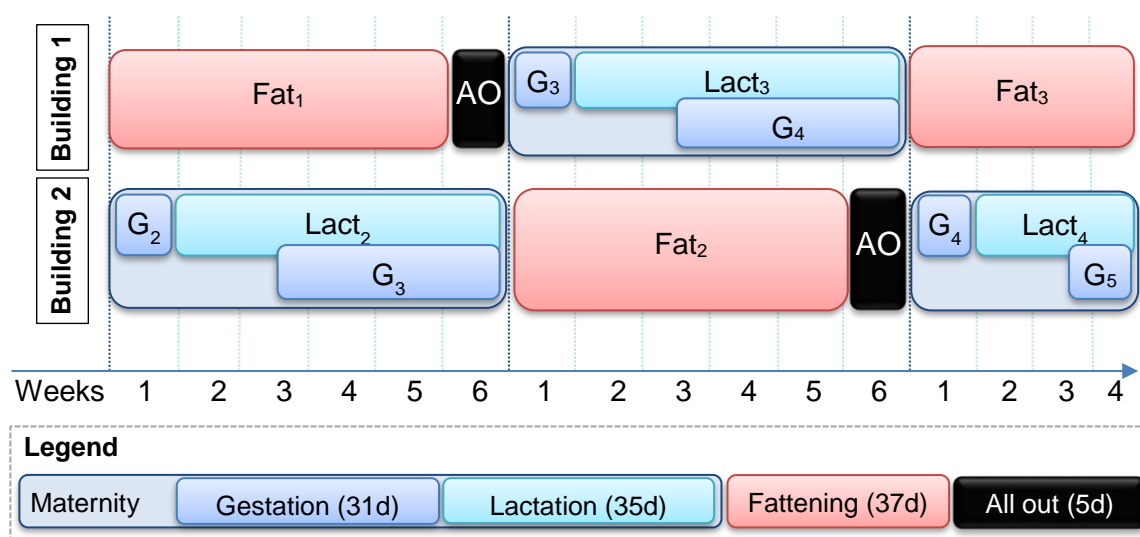 Building 1
Fat₁
AO
G₃
Lact₃
G₄
Fat₃
Building 2
G₂
Lact₂
G₃
Fat₂
AO
G₄
Lact₄
G₅
Weeks 1 2 3 4 5 6 1 2 3 4 5 6 1 2 3 4
Legend
Maternity Gestation (31d) Lactation (35d) Fattening (37d) All out (5d)